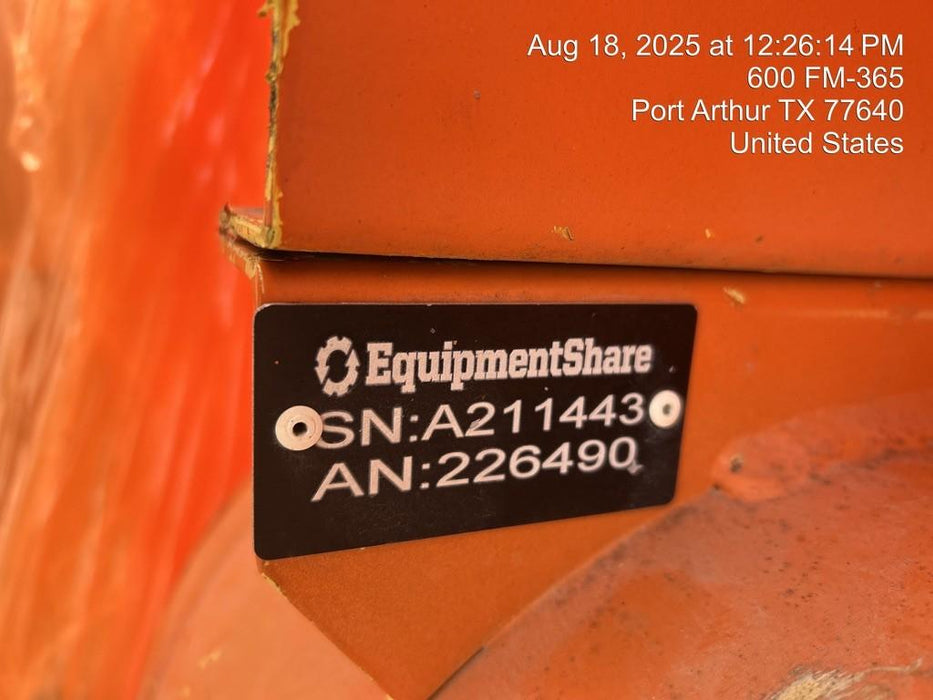 Aug 18, 2025 at 12:26:14 PM
600 FM-365
Port Arthur TX 77640
United States
EquipmentShare
SN:A211443
AN:226490